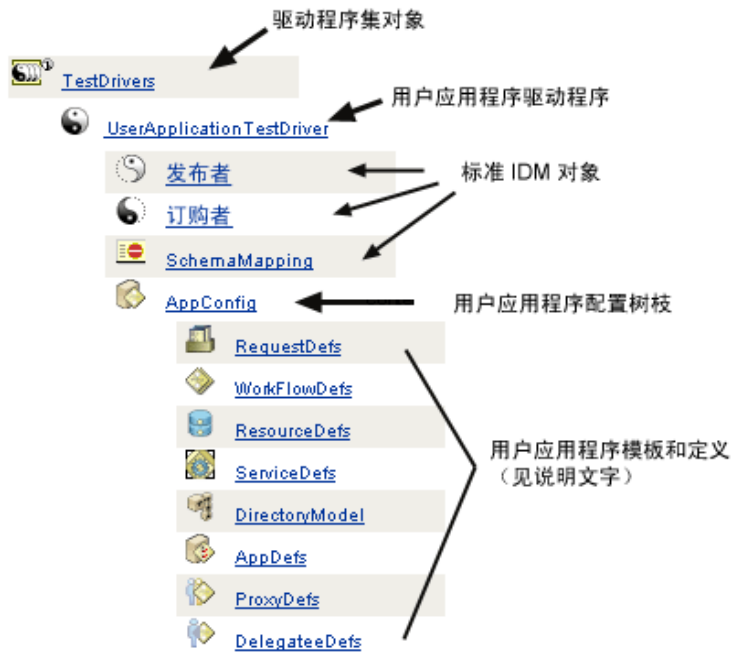 驱动程序集对象
TestDrivers
用户应用程序驱动程序
UserApplicationTestDriver
发布者
标准 IDM 对象
订购者
SchemaMapping
AppConfig
用户应用程序配置树枝
RequestDefs
WorkFlowDefs
ResourceDefs
用户应用程序模板和定义
（见说明文字）
ServiceDefs
DirectoryModel
AppDefs
ProxyDefs
DelegateeDefs